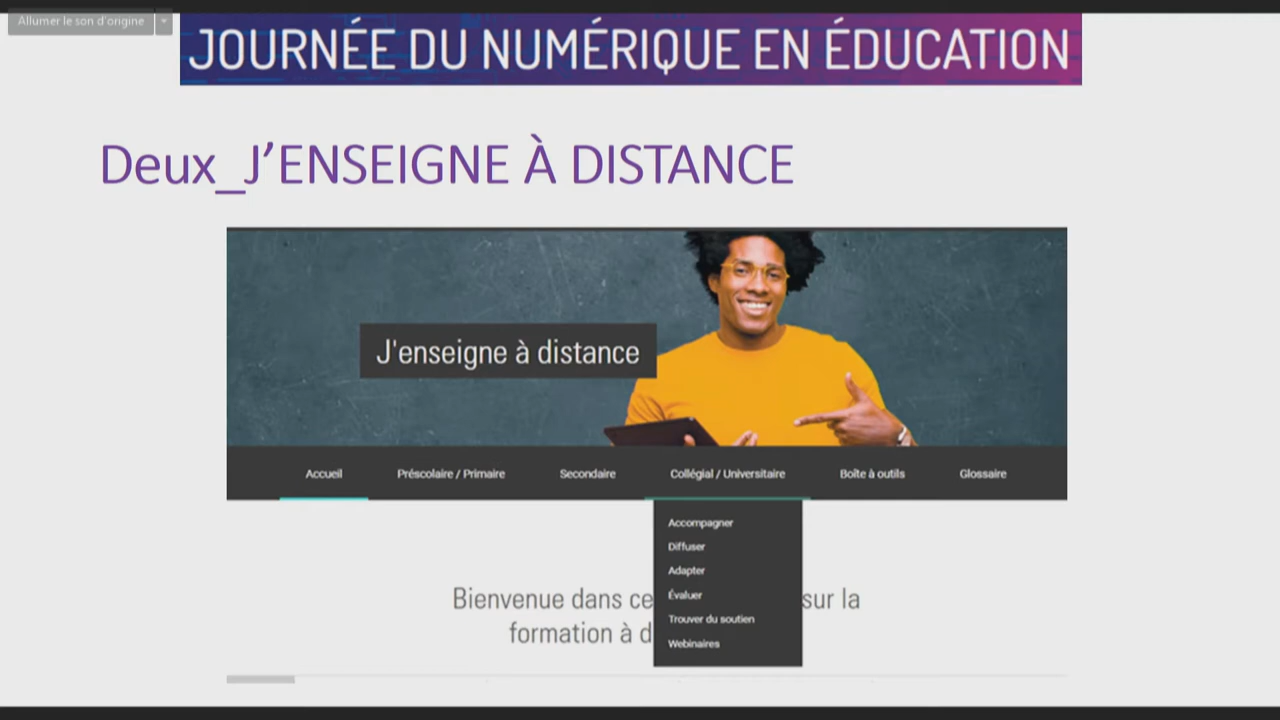 Allumer le son d'origine
JOURNÉE DU NUMÉRIQUE EN ÉDUCATION
Deux_J’ENSEIGNE À DISTANCE
J'enseigne à distance
Accueil Préscolaire / Primaire Secondaire Collégial / Universitaire Boîte à outils Glossaire
Accompagner
Diffuser
Adapter
Évaluer
Trouver du soutien
Webinaires
Bienvenue dans ce sur la
formation à d